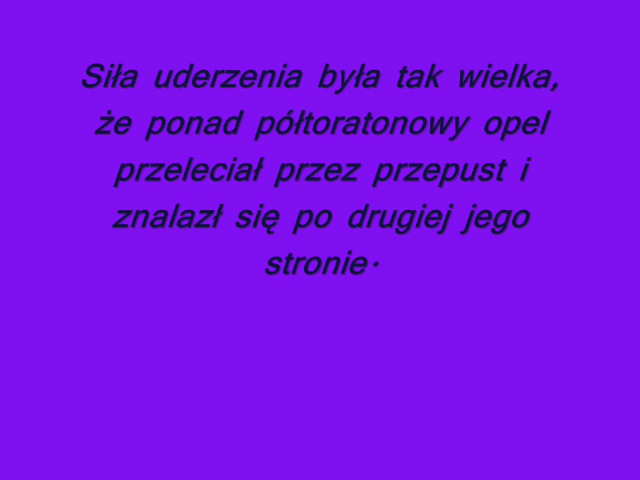 Siła uderzenia była tak wielka,
że ponad półtoratonowy opel
przeleciał przez przepust i
znalazł się po drugiej jego
stronie.